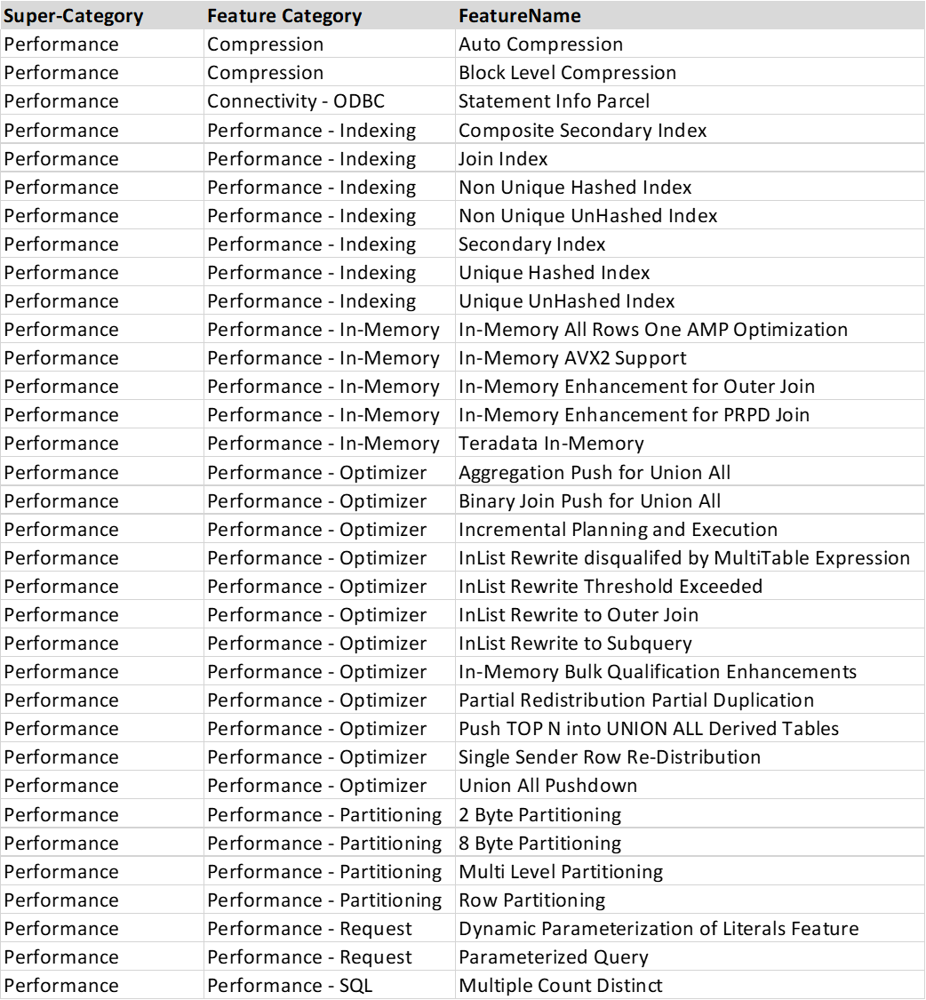 Super-Category Feature Category FeatureName
Performance Compression Auto Compression
Performance Compression Block Level Compression
Performance Connectivity - ODBC Statement Info Parcel
Performance Performance - Indexing Composite Secondary Index
Performance Performance - Indexing Join Index
Performance Performance - Indexing Non Unique Hashed Index
Performance Performance - Indexing Non Unique UnHashed Index
Performance Performance - Indexing Secondary Index
Performance Performance - Indexing Unique Hashed Index
Performance Performance - Indexing Unique UnHashed Index
Performance Performance - In-Memory In-Memory All Rows One AMP Optimization
Performance Performance - In-Memory In-Memory AVX2 Support
Performance Performance - In-Memory In-Memory Enhancement for Outer Join
Performance Performance - In-Memory In-Memory Enhancement for PRPD Join
Performance Performance - In-Memory Teradata In-Memory
Performance Performance - Optimizer Aggregation Push for Union All
Performance Performance - Optimizer Binary Join Push for Union All
Performance Performance - Optimizer Incremental Planning and Execution
Performance Performance - Optimizer InList Rewrite disqualifed by MultiTable Expression
Performance Performance - Optimizer InList Rewrite Threshold Exceeded
Performance Performance - Optimizer InList Rewrite to Outer Join
Performance Performance - Optimizer InList Rewrite to Subquery
Performance Performance - Optimizer In-Memory Bulk Qualification Enhancements
Performance Performance - Optimizer Partial Redistribution Partial Duplication
Performance Performance - Optimizer Push TOP N into UNION ALL Derived Tables
Performance Performance - Optimizer Single Sender Row Re-Distribution
Performance Performance - Optimizer Union All Pushdown
Performance Performance - Partitioning 2 Byte Partitioning
Performance Performance - Partitioning 8 Byte Partitioning
Performance Performance - Partitioning Multi Level Partitioning
Performance Performance - Partitioning Row Partitioning
Performance Performance - Request Dynamic Parameterization of Literals Feature
Performance Performance - Request Parameterized Query
Performance Performance - SQL Multiple Count Distinct